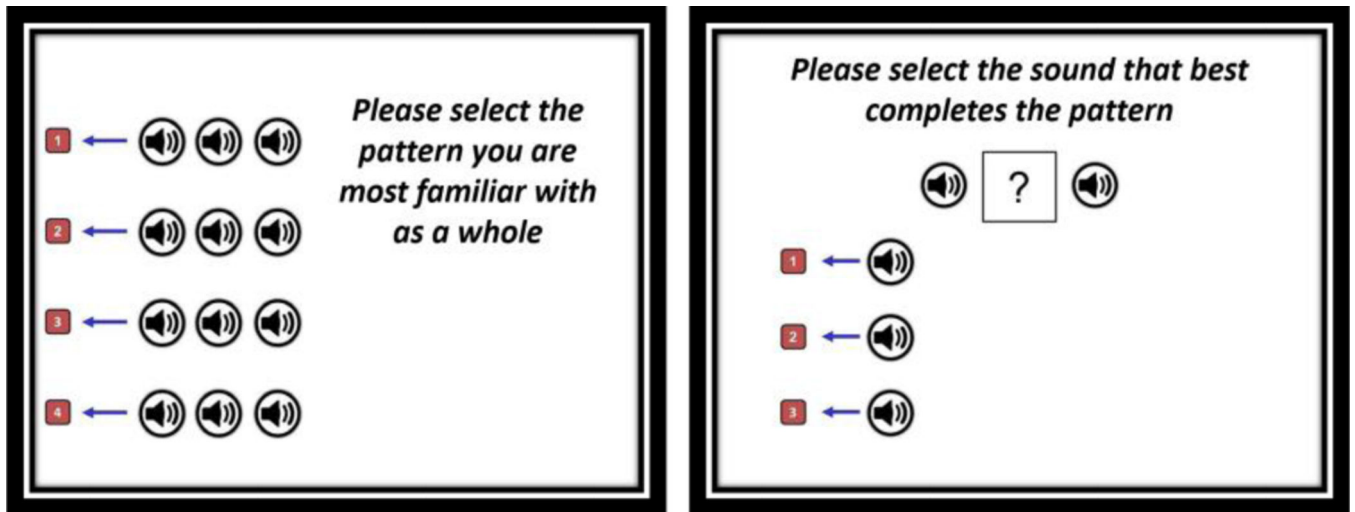 Please select the
pattern you are
most familiar with
as a whole
1
2
3
4
Please select the sound that best
completes the pattern
?
1
2
3